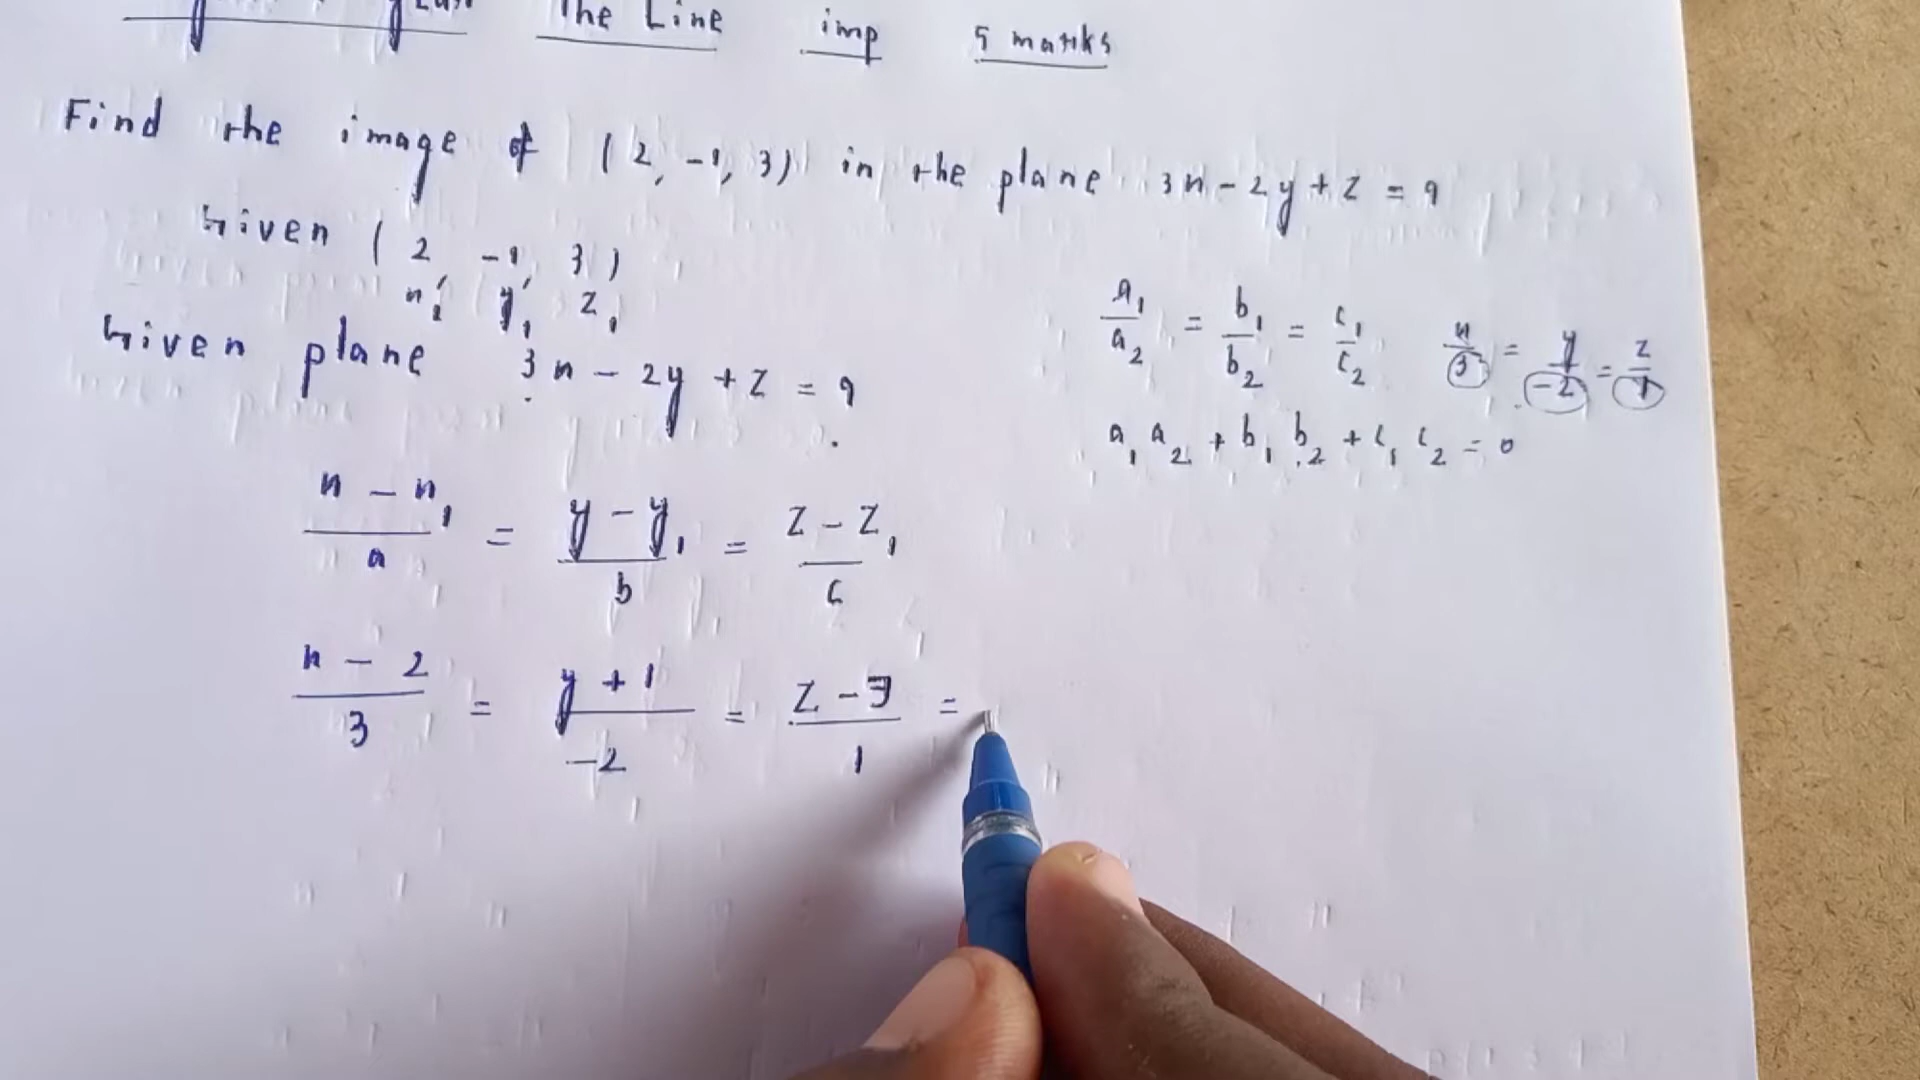 The Line imp 5 marks
Find the image of (2, -1, 3) in the plane 3x - 2y + z = 9
Given (2, -1, 3)
x₁, y₁, z₁
Given plane 3x - 2y + z = 9
a₁/a₂ = b₁/b₂ = c₁/c₂ x/3 = y/-2 = z/1
a₁a₂ + b₁b₂ + c₁c₂ = 0
x - x₁/a = y - y₁/b = z - z₁/c
x - 2/3 = y + 1/-2 = z - 3/1 =